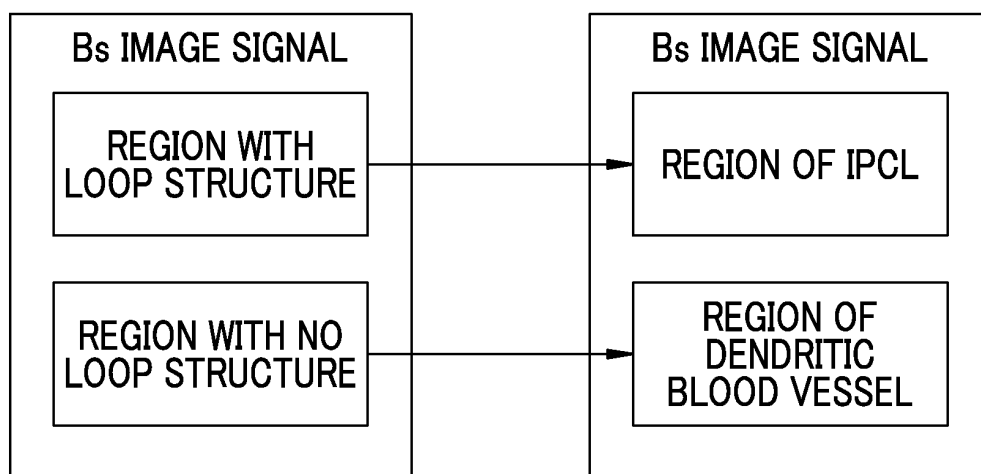 Bs IMAGE SIGNAL
REGION WITH
LOOP STRUCTURE
REGION WITH NO
LOOP STRUCTURE
Bs IMAGE SIGNAL
REGION OF IPCL
REGION OF
DENDRITIC
BLOOD VESSEL